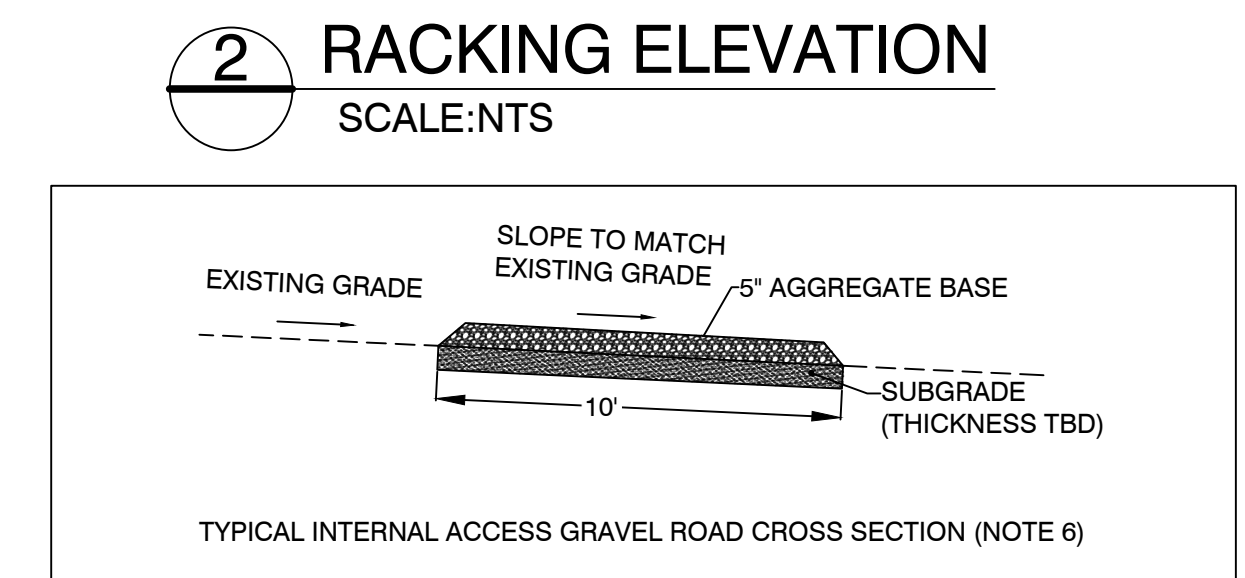 2
RACKING ELEVATION
SCALE:NTS
SLOPE TO MATCH
EXISTING GRADE
EXISTING GRADE
5" AGGREGATE BASE
SUBGRADE
(THICKNESS TBD)
10'
TYPICAL INTERNAL ACCESS GRAVEL ROAD CROSS SECTION (NOTE 6)